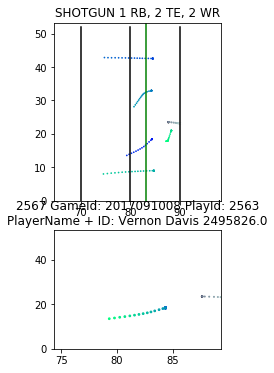 SHOTGUN 1 RB, 2 TE, 2 WR
50
40
30
20
10
0
70 80 90
2567 GameId: 2017091008 PlayId: 2563
PlayerName + ID: Vernon Davis 2495826.0
40
20
0
75 80 85